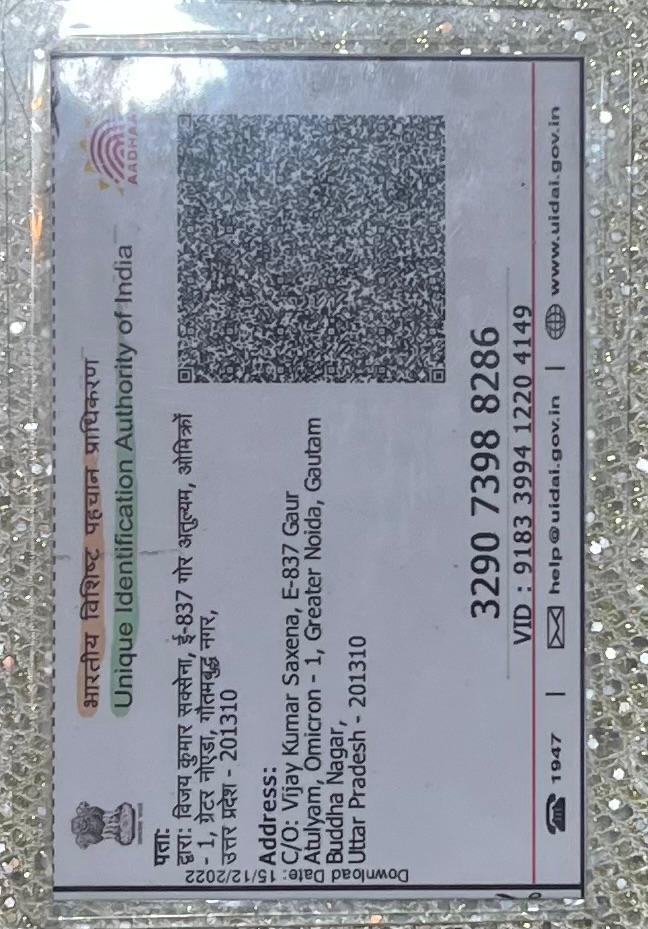 भारतीय विशिष्ट पहचान प्राधिकरण
Unique Identification Authority of India
AADHAA
पता:
द्वारा: विजय कुमार सक्सेना, ई-837 गोर अतुल्यम, ओमिक्रों
- 1, ग्रेटर नोएडा, गौतमबुद्ध नगर,
उत्तर प्रदेश - 201310
Address:
C/O: Vijay Kumar Saxena, E-837 Gaur
Atulyam, Omicron - 1, Greater Noida, Gautam
Buddha Nagar,
Uttar Pradesh - 201310
Download Date: 15/12/2022
3290 7398 8286
VID : 9183 3994 1220 4149
1947 | help@uidai.gov.in | www.uidai.gov.in